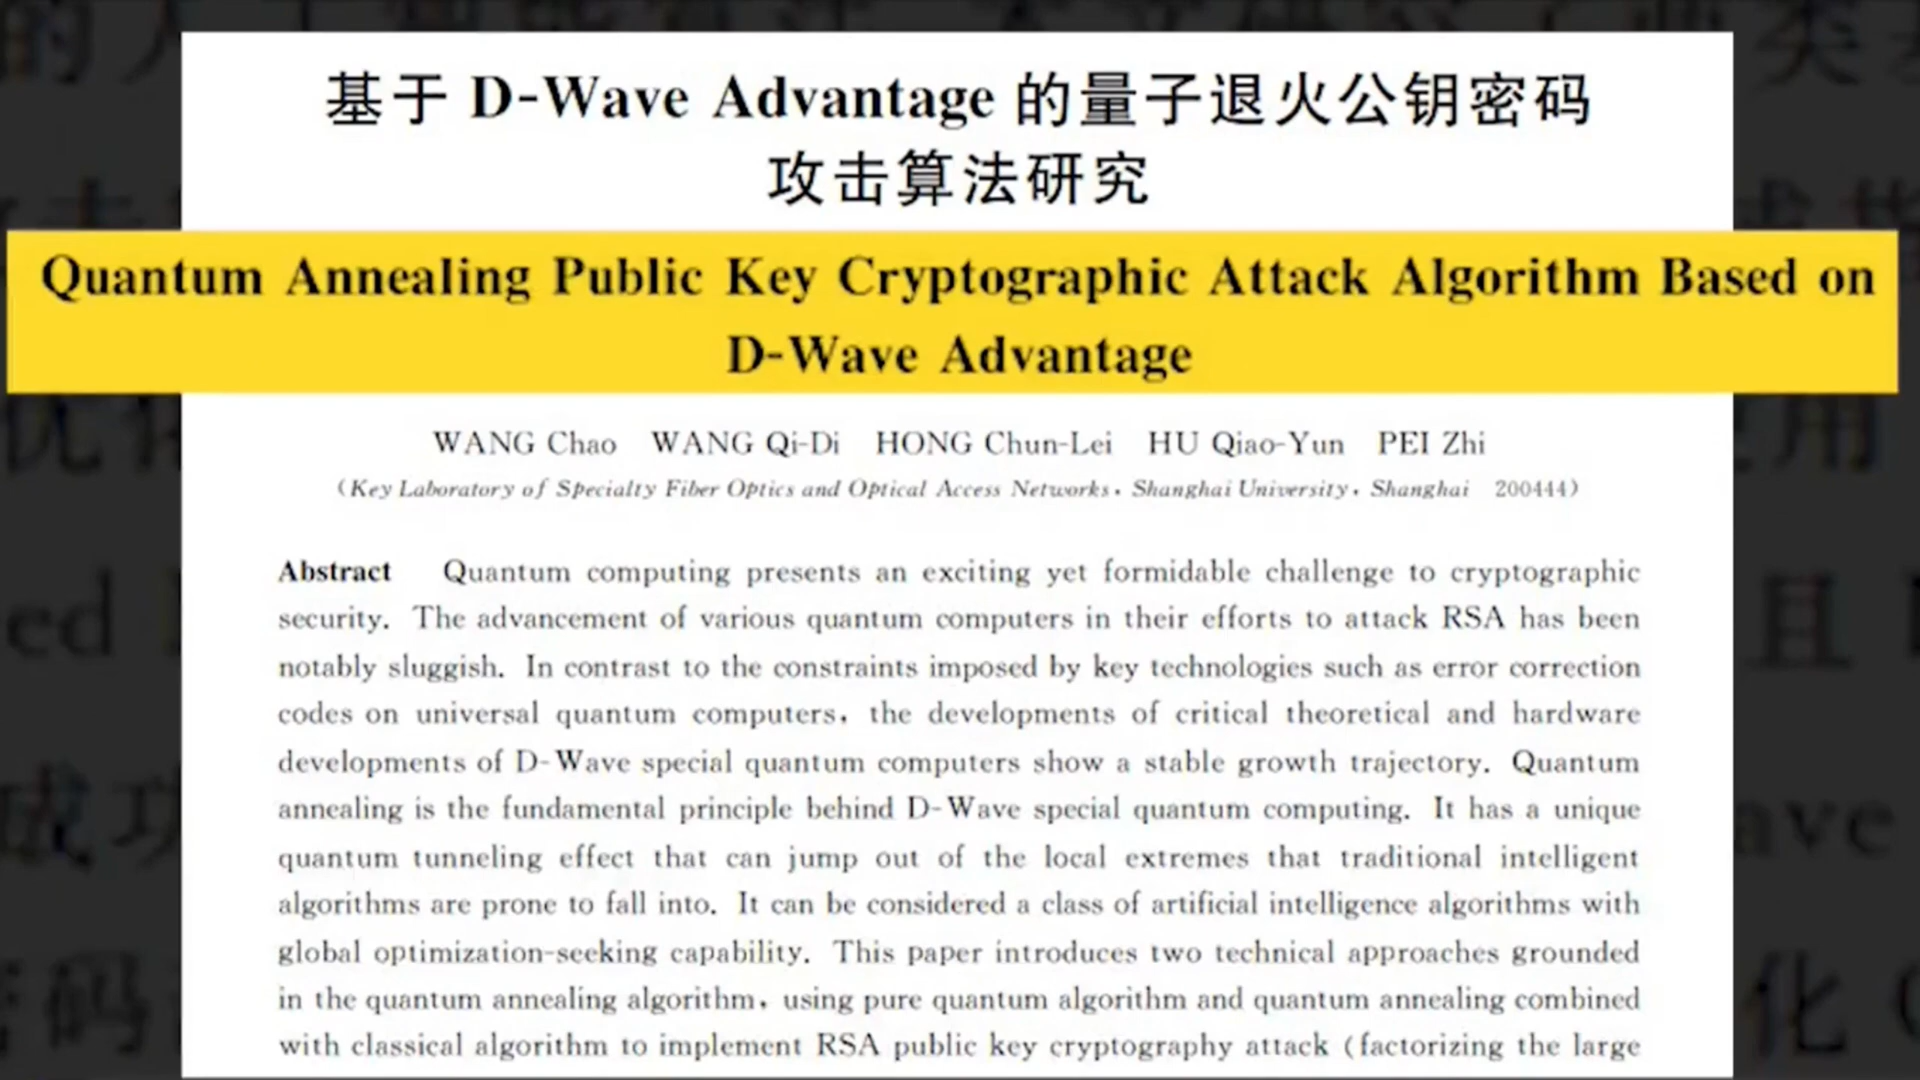 基于 D-Wave Advantage 的量子退火公钥密码
攻击算法研究
Quantum Annealing Public Key Cryptographic Attack Algorithm Based on
D-Wave Advantage
WANG Chao WANG Qi-Di HONG Chun-Lei HU Qiao-Yun PEI Zhi
(Key Laboratory of Specialty Fiber Optics and Optical Access Networks, Shanghai University, Shanghai 200444)
Abstract Quantum computing presents an exciting yet formidable challenge to cryptographic
security. The advancement of various quantum computers in their efforts to attack RSA has been
notably sluggish. In contrast to the constraints imposed by key technologies such as error correction
codes on universal quantum computers, the developments of critical theoretical and hardware
developments of D-Wave special quantum computers show a stable growth trajectory. Quantum
annealing is the fundamental principle behind D-Wave special quantum computing. It has a unique
quantum tunneling effect that can jump out of the local extremes that traditional intelligent
algorithms are prone to fall into. It can be considered a class of artificial intelligence algorithms with
global optimization-seeking capability. This paper introduces two technical approaches grounded
in the quantum annealing algorithm, using pure quantum algorithm and quantum annealing combined
with classical algorithm to implement RSA public key cryptography attack (factorizing the large